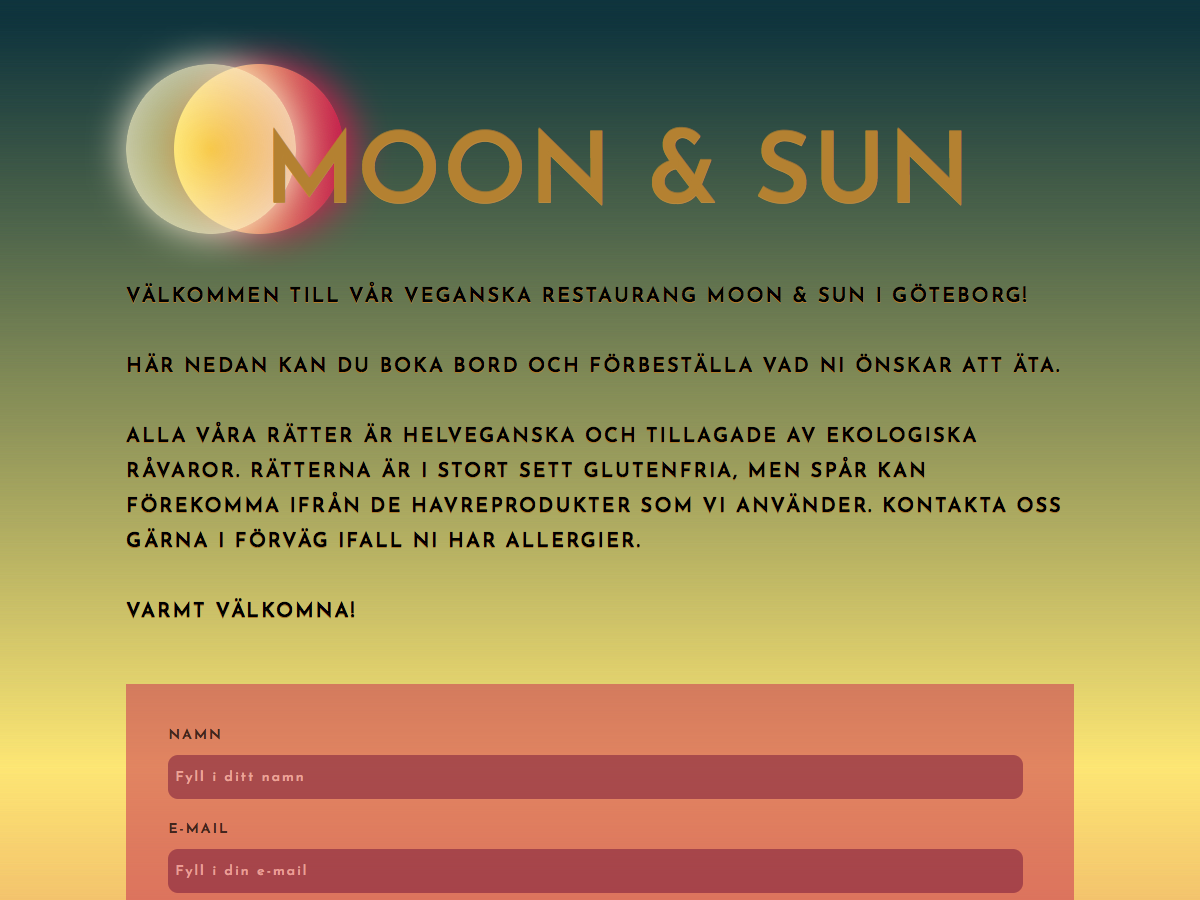 MOON & SUN
VÄLKOMMEN TILL VÅR VEGANSKA RESTAURANG MOON & SUN I GÖTEBORG!
HÄR NEDAN KAN DU BOKA BORD OCH FÖRBESTÄLLA VAD NI ÖNSKAR ATT ÄTA.
ALLA VÅRA RÄTTER ÄR HELVEGANSKA OCH TILLAGADE AV EKOLOGISKA
RÅVAROR. RÄTTERNA ÄR I STORT SETT GLUTENFRIA, MEN SPÅR KAN
FÖREKOMMA IFRÅN DE HAVREPRODUKTER SOM VI ANVÄNDER. KONTAKTA OSS
GÄRNA I FÖRVÄG IFALL NI HAR ALLERGIER.
VARMT VÄLKOMNA!
NAMN
Fyll i ditt namn
E-MAIL
Fyll i din e-mail